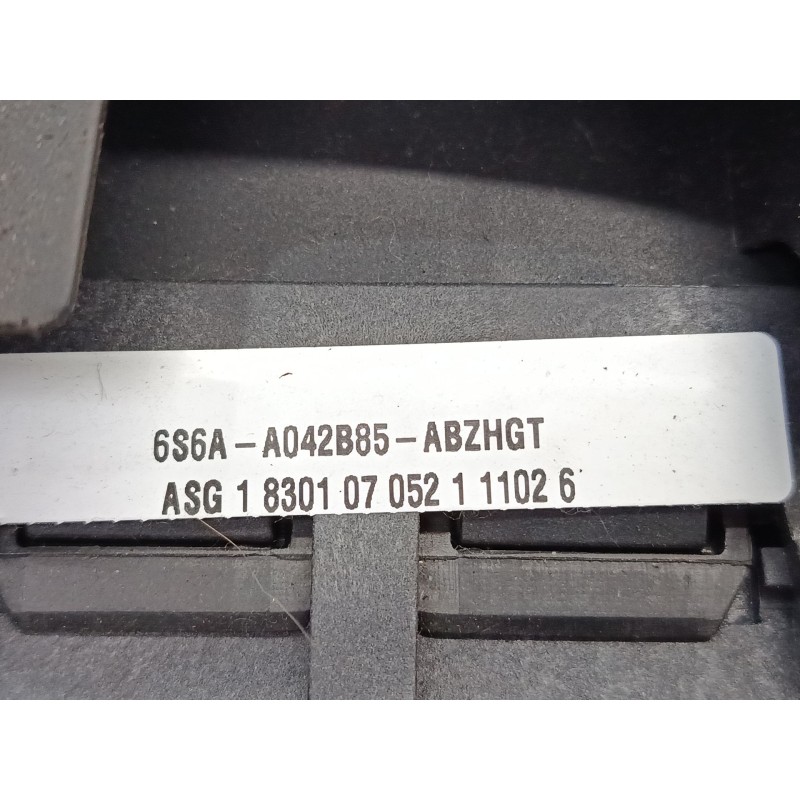 6S6A-A042B85-ABZHGT
ASG 1 8301 07 052 1 1102 6